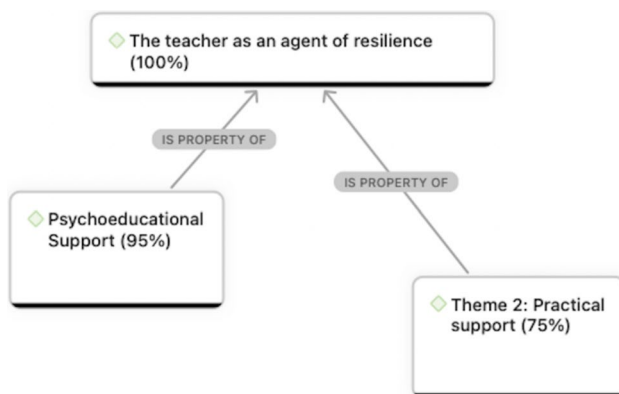 The teacher as an agent of resilience
(100%)
IS PROPERTY OF
IS PROPERTY OF
Psychoeducational
Support (95%)
Theme 2: Practical
support (75%)